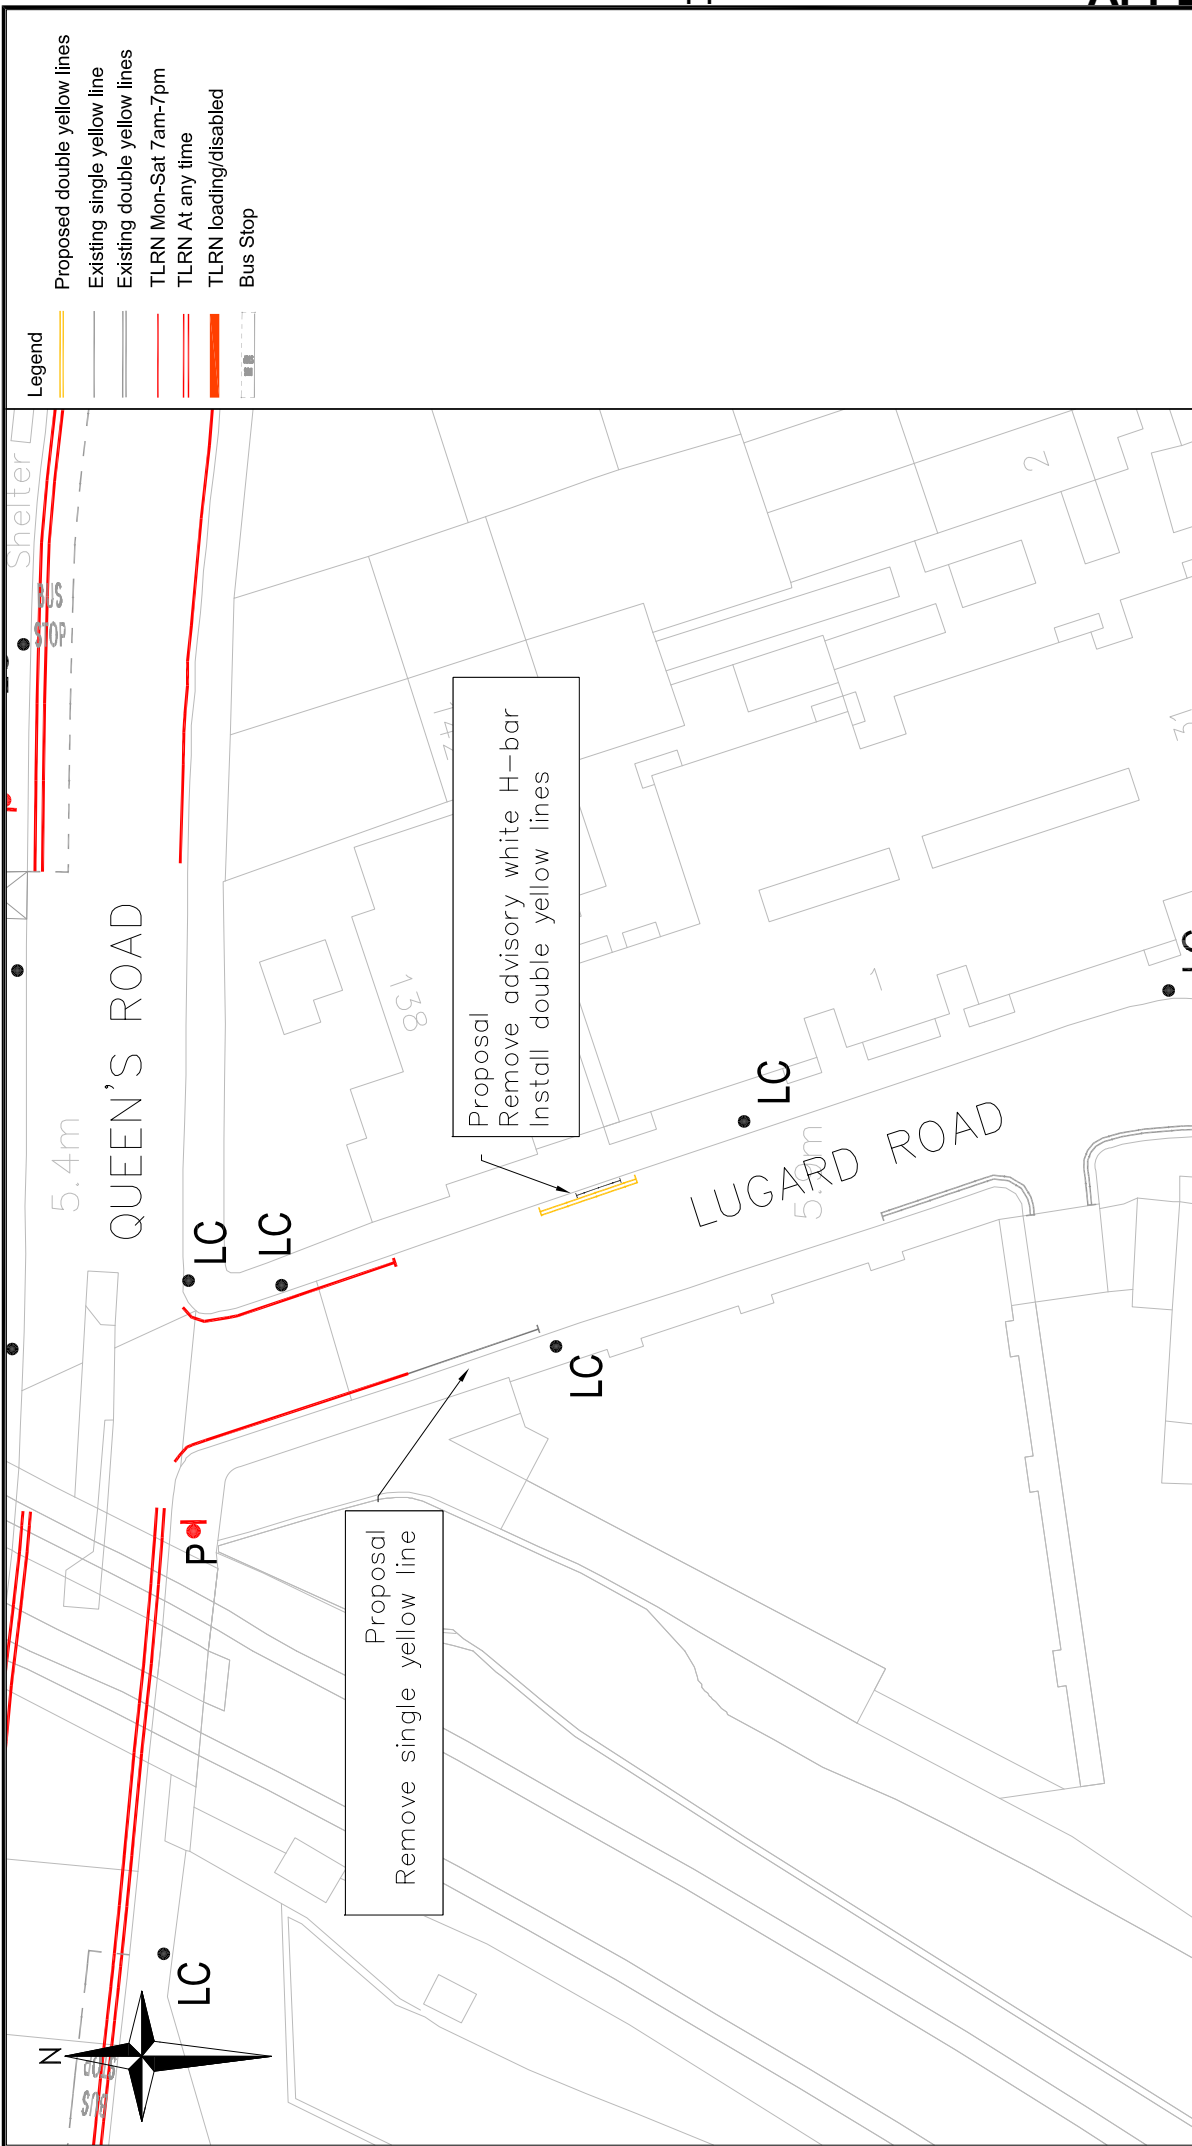 Legend
Proposed double yellow lines
Existing single yellow line
Existing double yellow lines
TLRN Mon-Sat 7am-7pm
TLRN At any time
TLRN loading/disabled
Bus Stop
Shelter
BUS
STOP
QUEEN'S ROAD
5.4m
LC
LC
138
Proposal
Remove advisory white H-bar
Install double yellow lines
2
31
1
LC
LUGARD ROAD
LC
P
Proposal
Remove single yellow line
LC
N
BUS
STOP